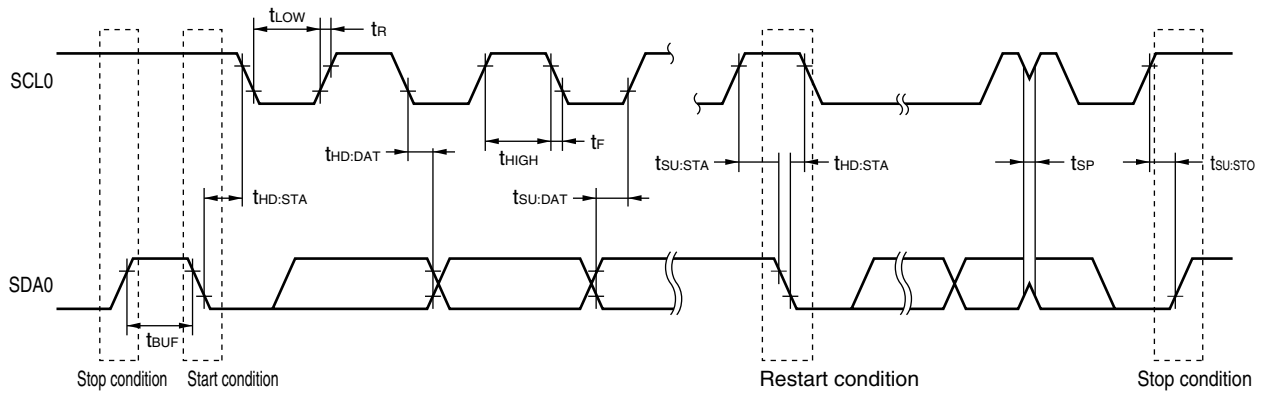 tLOW
tR
SCL0
tHD:DAT
tHIGH
tF
tSU:STA
tHD:STA
tSP
tSU:STO
tHD:STA
tSU:DAT
SDA0
tBUF
Stop condition
Start condition
Restart condition
Stop condition